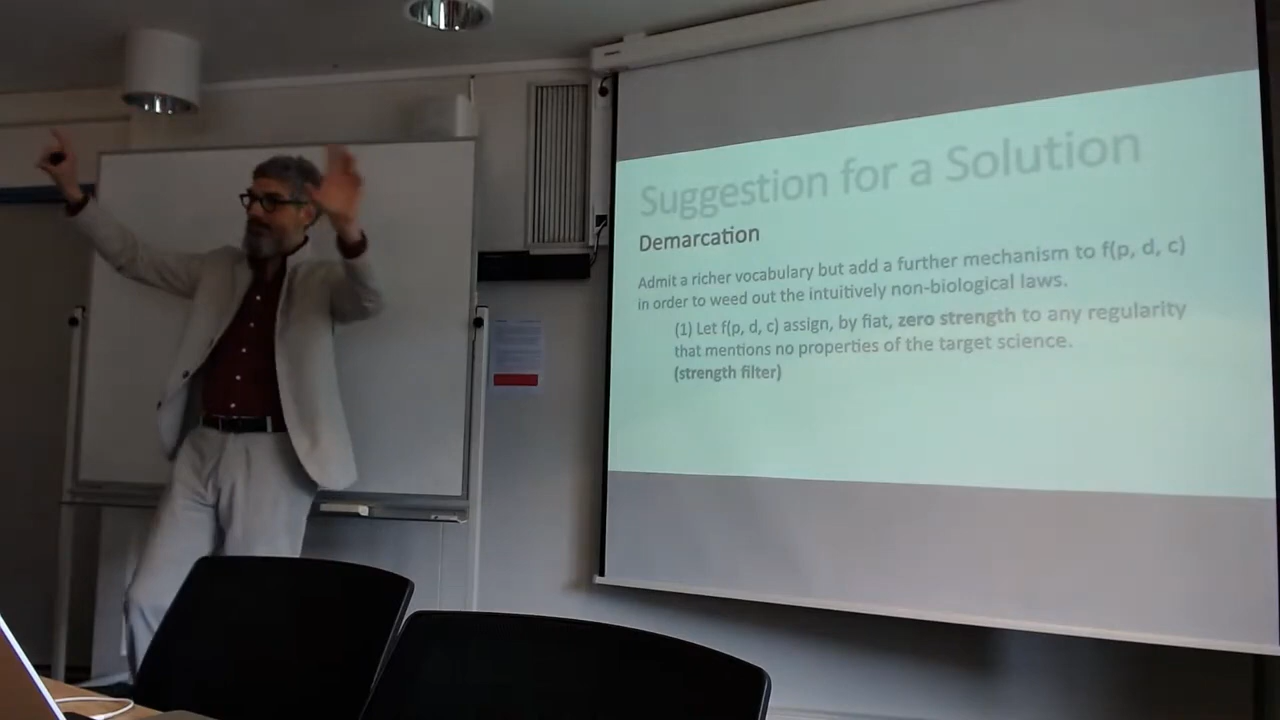 Suggestion for a Solution
Demarcation
Admit a richer vocabulary but add a further mechanism to f(p, d, c)
in order to weed out the intuitively non-biological laws.
(1) Let f(p, d, c) assign, by fiat, zero strength to any regularity
that mentions no properties of the target science.
(strength filter)